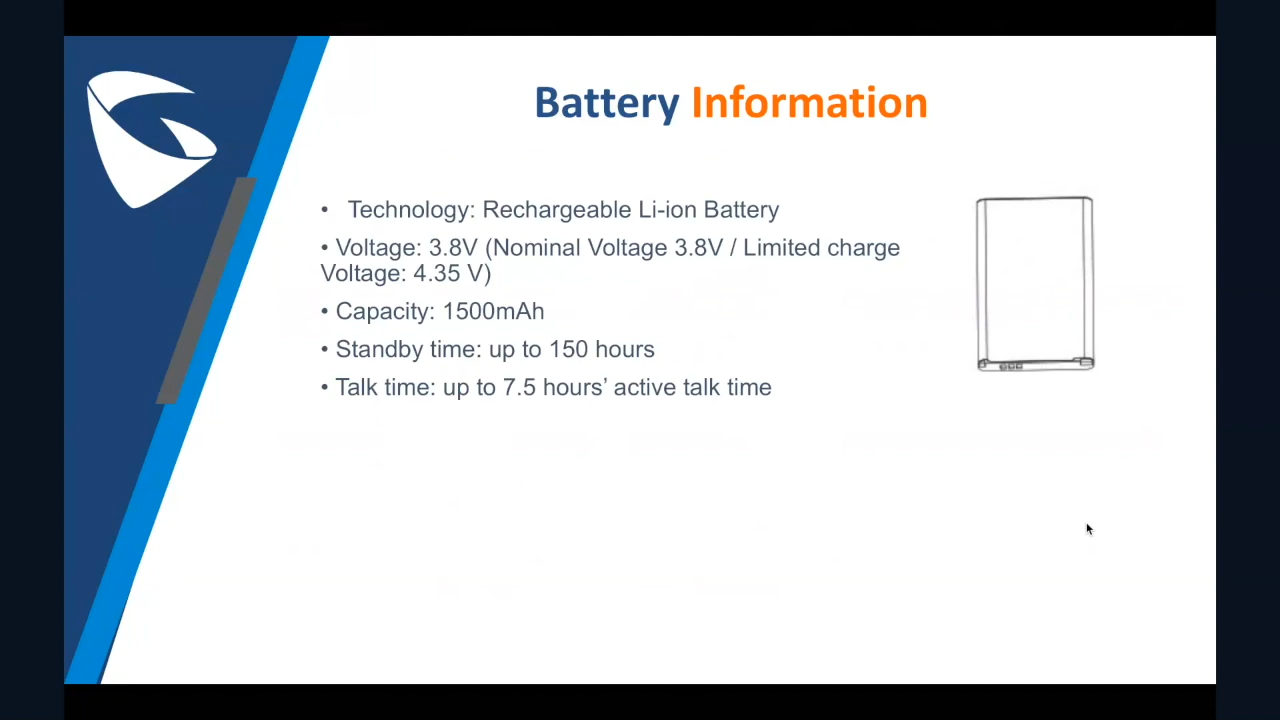 Battery Information
• Technology: Rechargeable Li-ion Battery
• Voltage: 3.8V (Nominal Voltage 3.8V / Limited charge
Voltage: 4.35 V)
• Capacity: 1500mAh
• Standby time: up to 150 hours
• Talk time: up to 7.5 hours’ active talk time